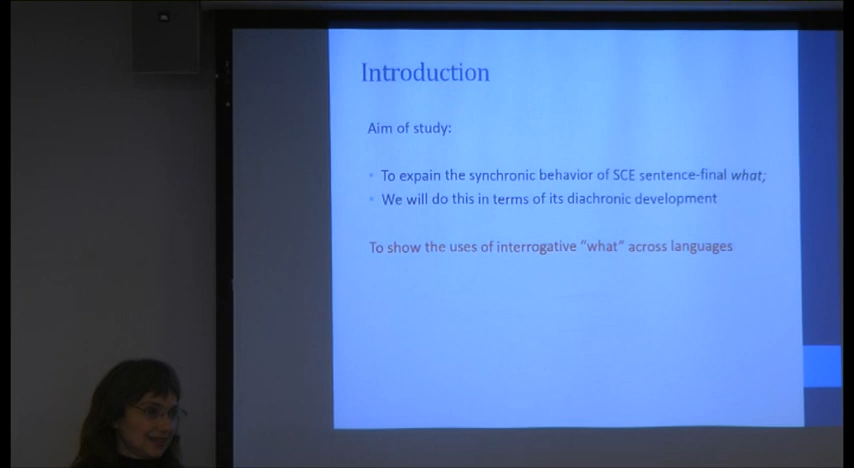 Introduction
Aim of study:
To expain the synchronic behavior of SCE sentence-final what;
We will do this in terms of its diachronic development
To show the uses of interrogative "what" across languages